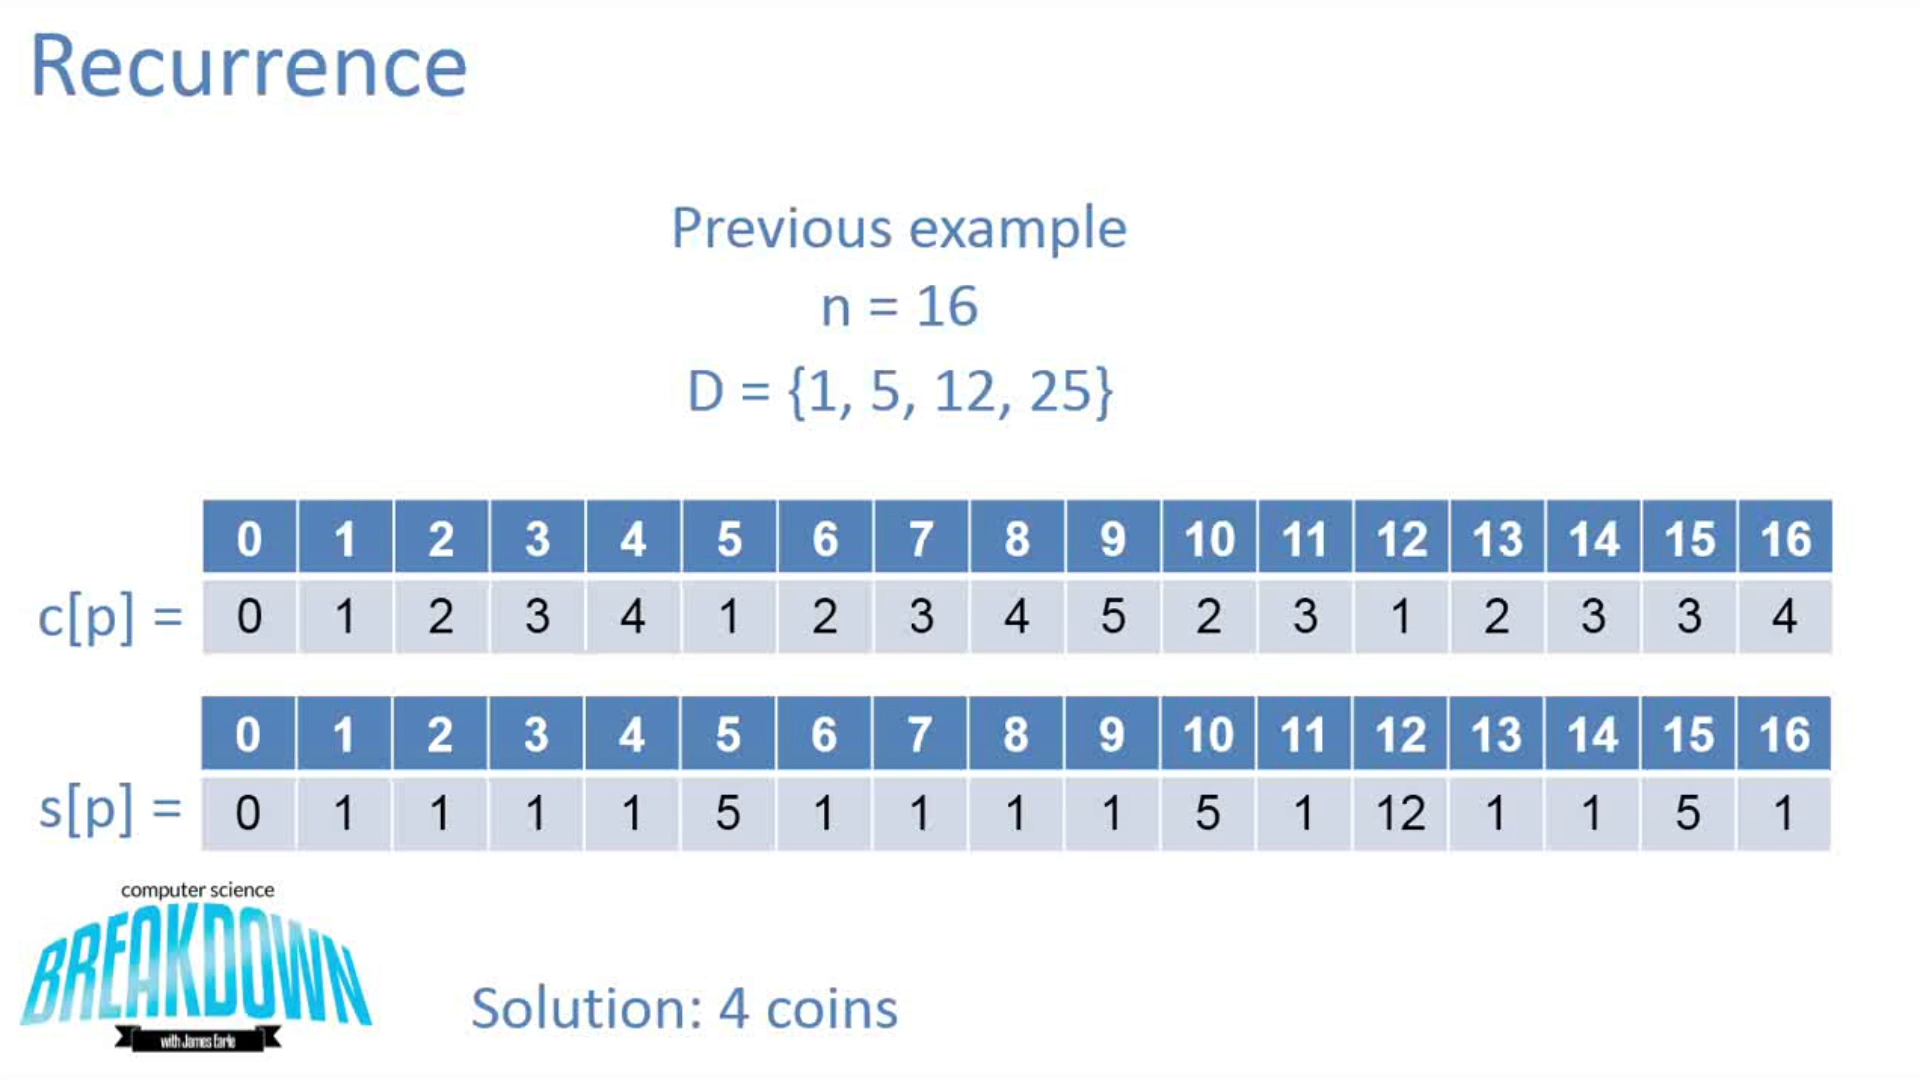 Recurrence
Previous example
n = 16
D = {1, 5, 12, 25}
0 1 2 3 4 5 6 7 8 9 10 11 12 13 14 15 16
c[p] = 0 1 2 3 4 1 2 3 4 5 2 3 1 2 3 3 4
0 1 2 3 4 5 6 7 8 9 10 11 12 13 14 15 16
s[p] = 0 1 1 1 1 5 1 1 1 1 5 1 12 1 1 5 1
computer science
BREAKDOWN
with James Earle
Solution: 4 coins